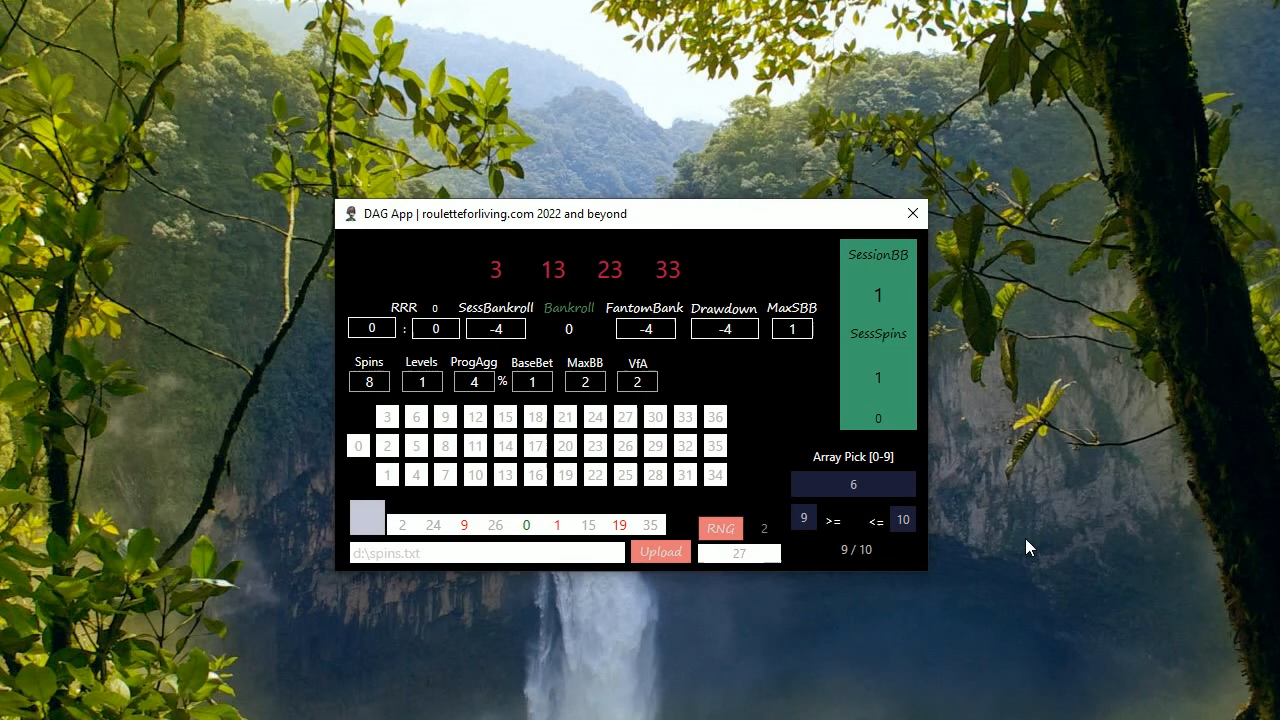 DAG App | rouletteforliving.com 2022 and beyond
3 13 23 33
SessionBB
1
SessSpins
1
0
RRR 0 SessBankroll Bankroll FantomBank Drawdown MaxSBB
0 : 0 -4 0 -4 -4 1
Spins Levels ProgAgg BaseBet MaxBB VfA
8 1 4 % 1 2 2
3 6 9 12 15 18 21 24 27 30 33 36
0 2 5 8 11 14 17 20 23 26 29 32 35
1 4 7 10 13 16 19 22 25 28 31 34
Array Pick [0-9]
6
9 >= <= 10
9 / 10
2 24 9 26 0 1 15 19 35
RNG 2
d:\spins.txt Upload 27